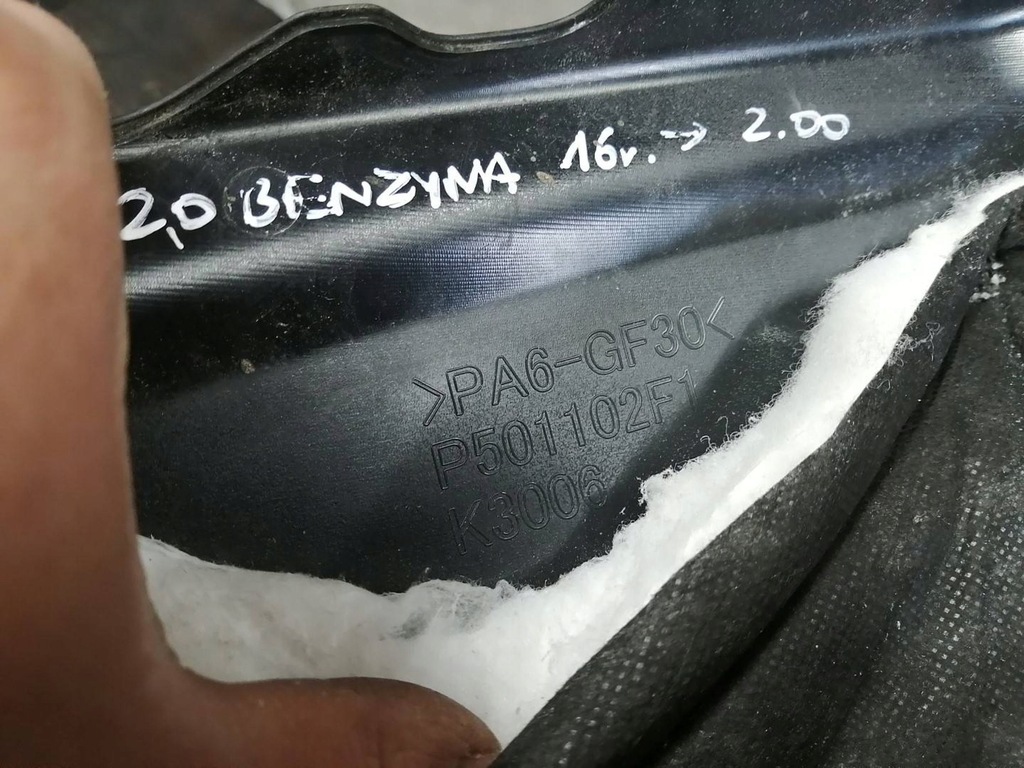 2,0 BENZYNA 16r. → 2.00
>PA6-GF30<
P501102F1
K3006